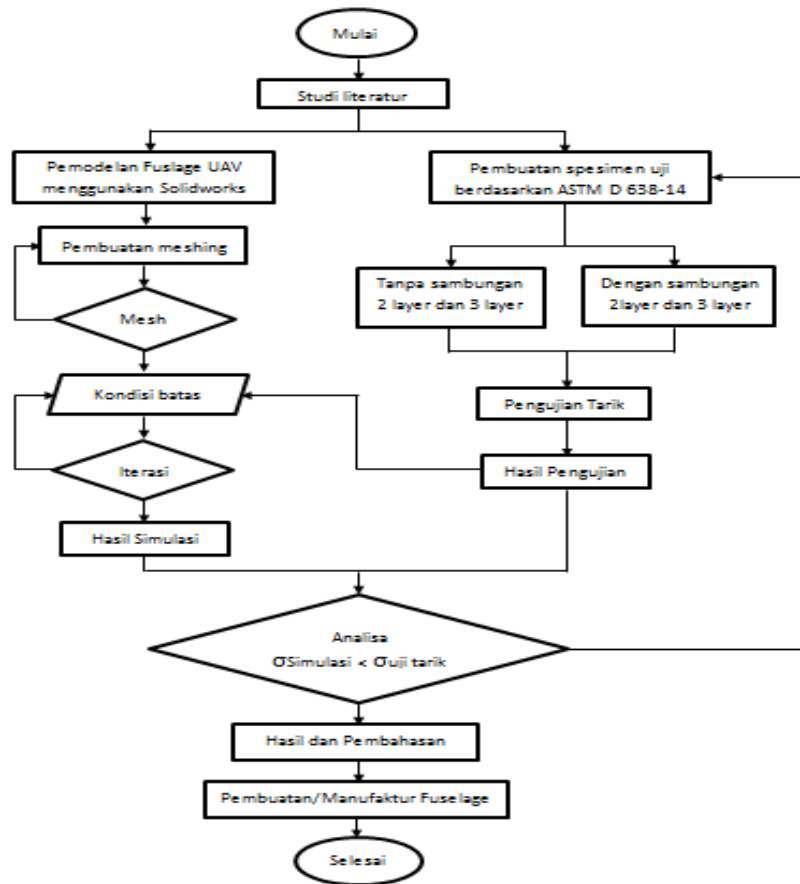 Mulai
Studi literatur
Pemodelan Fuslage UAV
menggunakan Solidworks
Pembuatan spesimen uji
berdasarkan ASTM D 638-14
Pembuatan meshing
Tanpa sambungan
2 layer dan 3 layer
Dengan sambungan
2layer dan 3 layer
Mesh
Kondisi batas
Pengujian Tarik
Iterasi
Hasil Pengujian
Hasil Simulasi
Analisa
σSimulasi < σuji tarik
Hasil dan Pembahasan
Pembuatan/Manufaktur Fuselage
Selesai